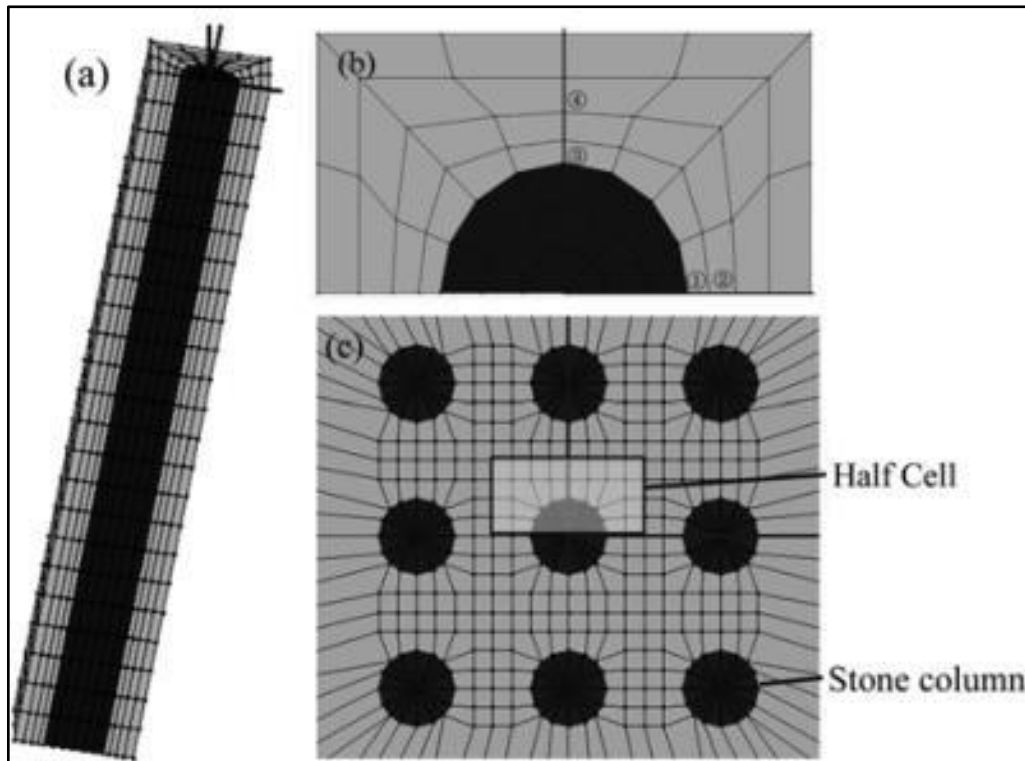 (a)
(b)
④
③
① ②
(c)
Half Cell
Stone column